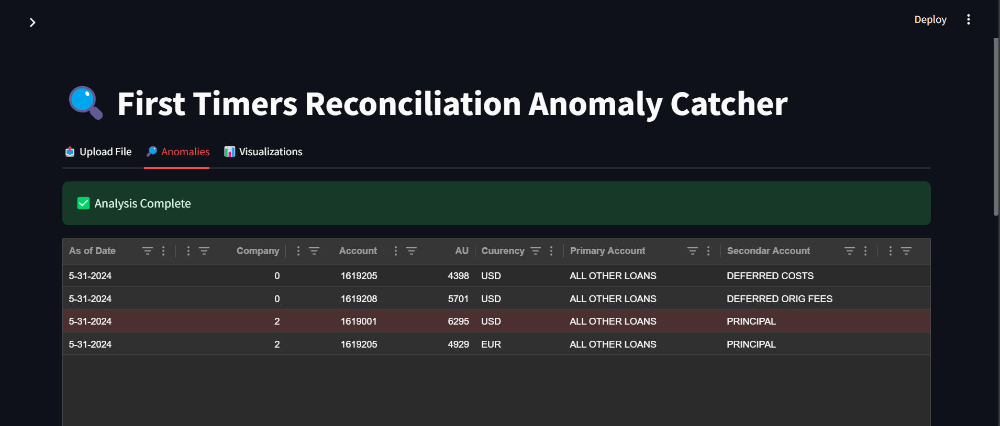 Deploy
First Timers Reconciliation Anomaly Catcher
Upload File Anomalies Visualizations
Analysis Complete
As of Date Company Account AU Cuurency Primary Account Secondar Account
5-31-2024 0 1619205 4398 USD ALL OTHER LOANS DEFERRED COSTS
5-31-2024 0 1619208 5701 USD ALL OTHER LOANS DEFERRED ORIG FEES
5-31-2024 2 1619001 6295 USD ALL OTHER LOANS PRINCIPAL
5-31-2024 2 1619205 4929 EUR ALL OTHER LOANS PRINCIPAL